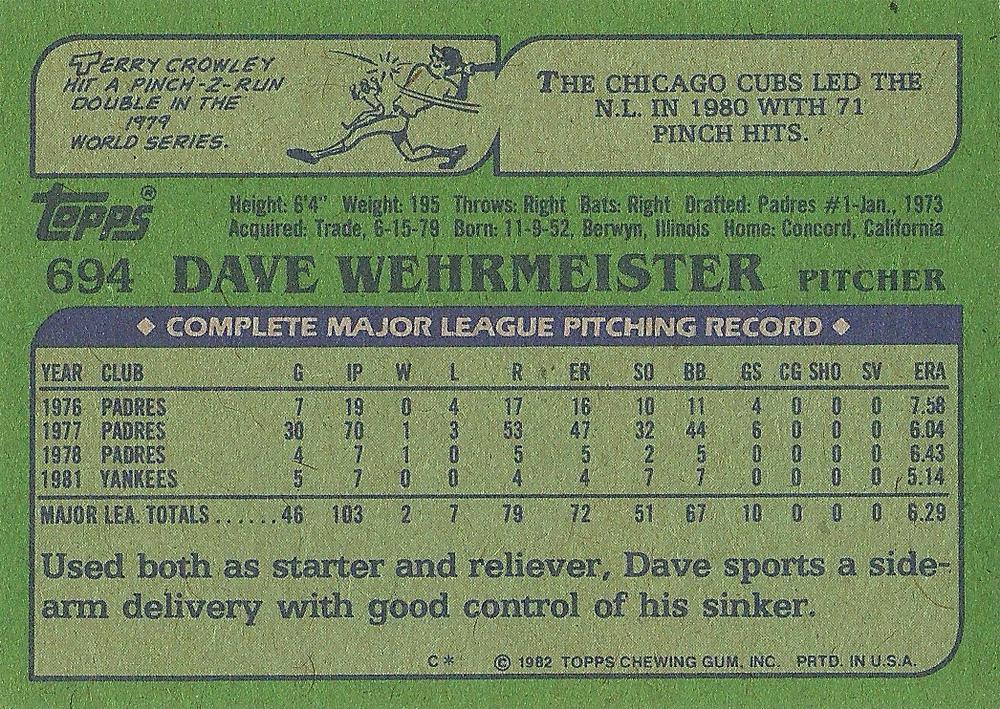 TERRY CROWLEY
HIT A PINCH-2-RUN
DOUBLE IN THE
1979
WORLD SERIES.
THE CHICAGO CUBS LED THE
N.L. IN 1980 WITH 71
PINCH HITS.
Topps®
Height: 6'4" Weight: 195 Throws: Right Bats: Right Drafted: Padres #1-Jan., 1973
Acquired: Trade, 6-15-79 Born: 11-9-52, Berwyn, Illinois Home: Concord, California
694 DAVE WEHRMEISTER PITCHER
◆ COMPLETE MAJOR LEAGUE PITCHING RECORD ◆
YEAR CLUB G IP W L R ER SO BB GS CG SHO SV ERA
1976 PADRES 7 19 0 4 17 16 10 11 4 0 0 0 7.58
1977 PADRES 30 70 1 3 53 47 32 44 6 0 0 0 6.04
1978 PADRES 4 7 1 0 5 5 2 5 0 0 0 0 6.43
1981 YANKEES 5 7 0 0 4 4 7 7 0 0 0 0 5.14
MAJOR LEA. TOTALS......46 103 2 7 79 72 51 67 10 0 0 0 6.29
Used both as starter and reliever, Dave sports a side-
arm delivery with good control of his sinker.
C* © 1982 TOPPS CHEWING GUM, INC. PRTD. IN U.S.A.